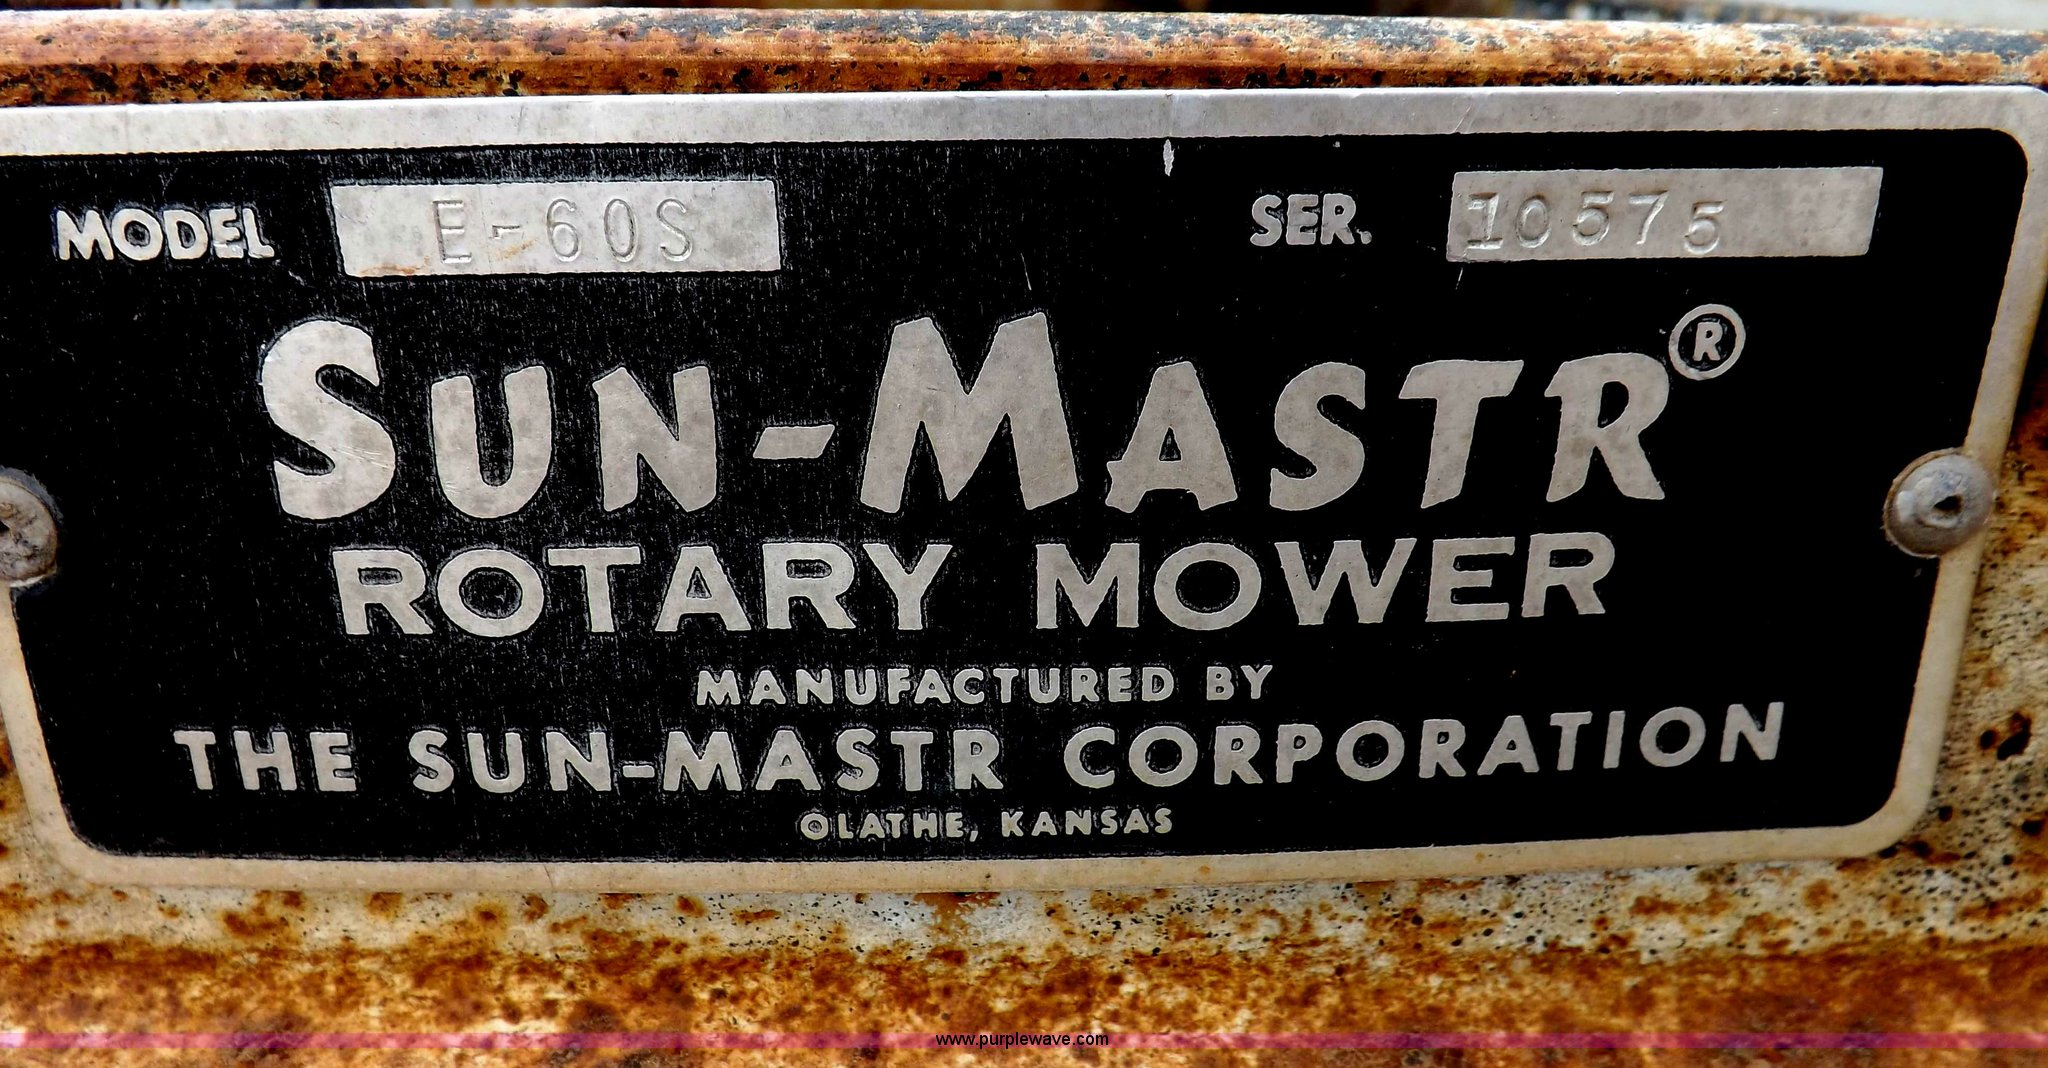 MODEL E-60S SER. 10575
SUN-MASTR®
ROTARY MOWER
MANUFACTURED BY
THE SUN-MASTR CORPORATION
OLATHE, KANSAS
www.purplewave.com